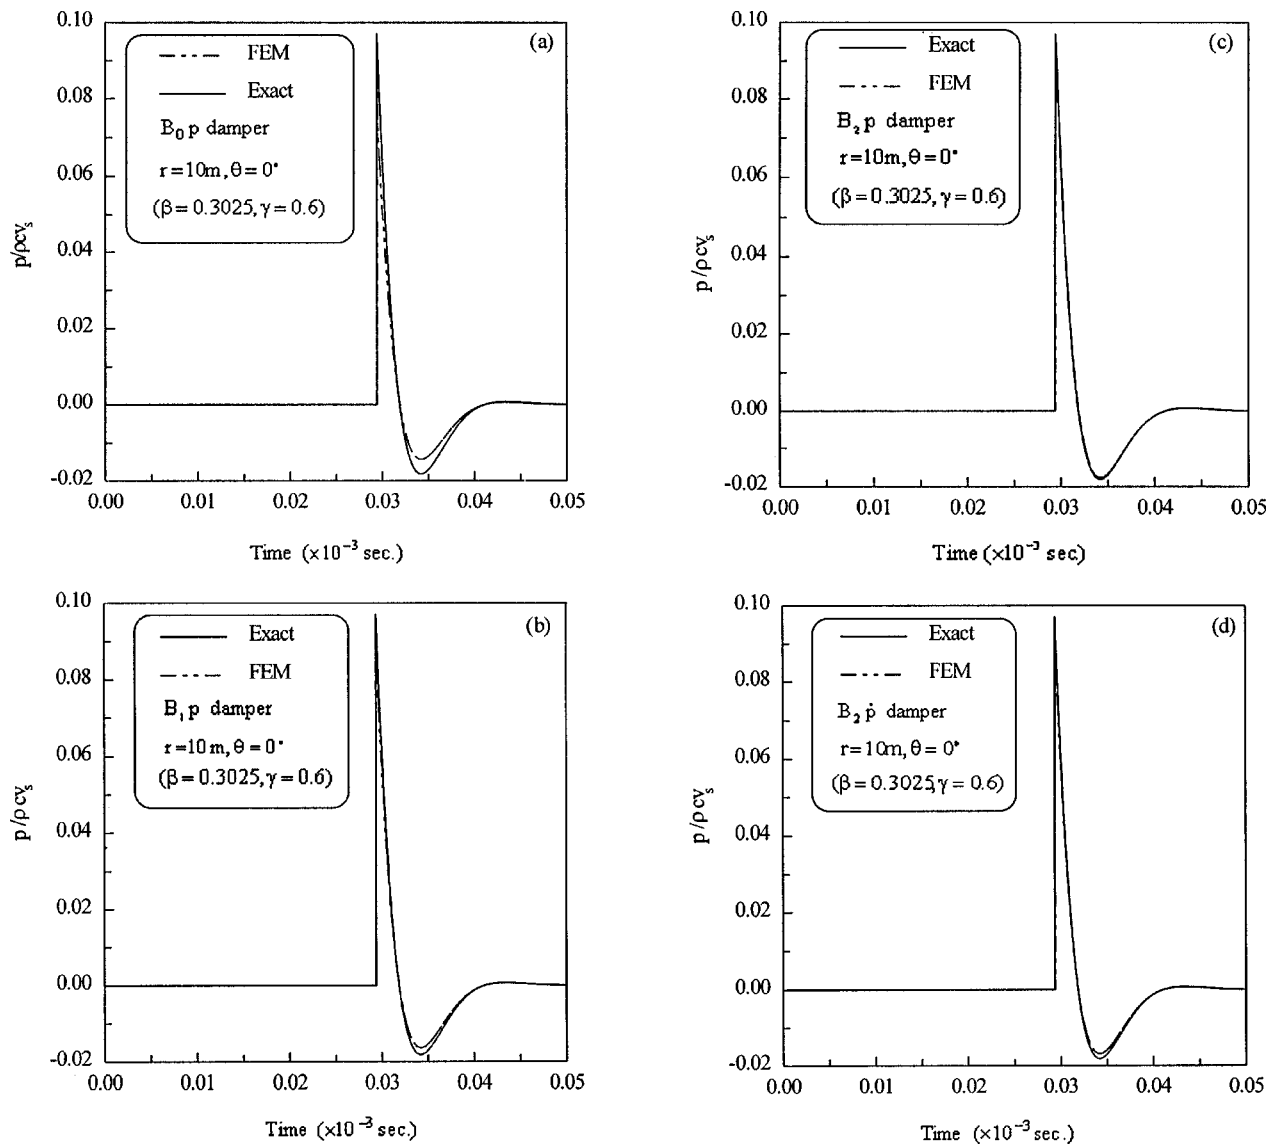 (a)
FEM
Exact
B₀ p damper
r=10m, θ= 0°
(β= 0.3025, γ = 0.6)
p/ρcvₛ
0.10
0.10
0.08
0.06
0.04
0.02
0.00
-0.02
0.00 0.01 0.02 0.03 0.04 0.05
Time (×10⁻³ sec.)
(c)
Exact
FEM
B₂ p damper
r=10m, θ= 0°
(β= 0.3025, γ = 0.6)
p/ρcvₛ
0.10
0.10
0.08
0.06
0.04
0.02
0.00
-0.02
0.00 0.01 0.02 0.03 0.04 0.05
Time (×10⁻³ sec)
(b)
Exact
FEM
B₁ p damper
r=10m, θ= 0°
(β= 0.3025, γ = 0.6)
p/ρcvₛ
0.10
0.10
0.08
0.06
0.04
0.02
0.00
-0.02
0.00 0.01 0.02 0.03 0.04 0.05
Time (×10⁻³ sec.)
(d)
Exact
FEM
B₂ ṗ damper
r=10m, θ= 0°
(β= 0.3025, γ = 0.6)
p/ρcvₛ
0.10
0.10
0.08
0.06
0.04
0.02
0.00
-0.02
0.00 0.01 0.02 0.03 0.04 0.05
Time (×10⁻³ sec.)